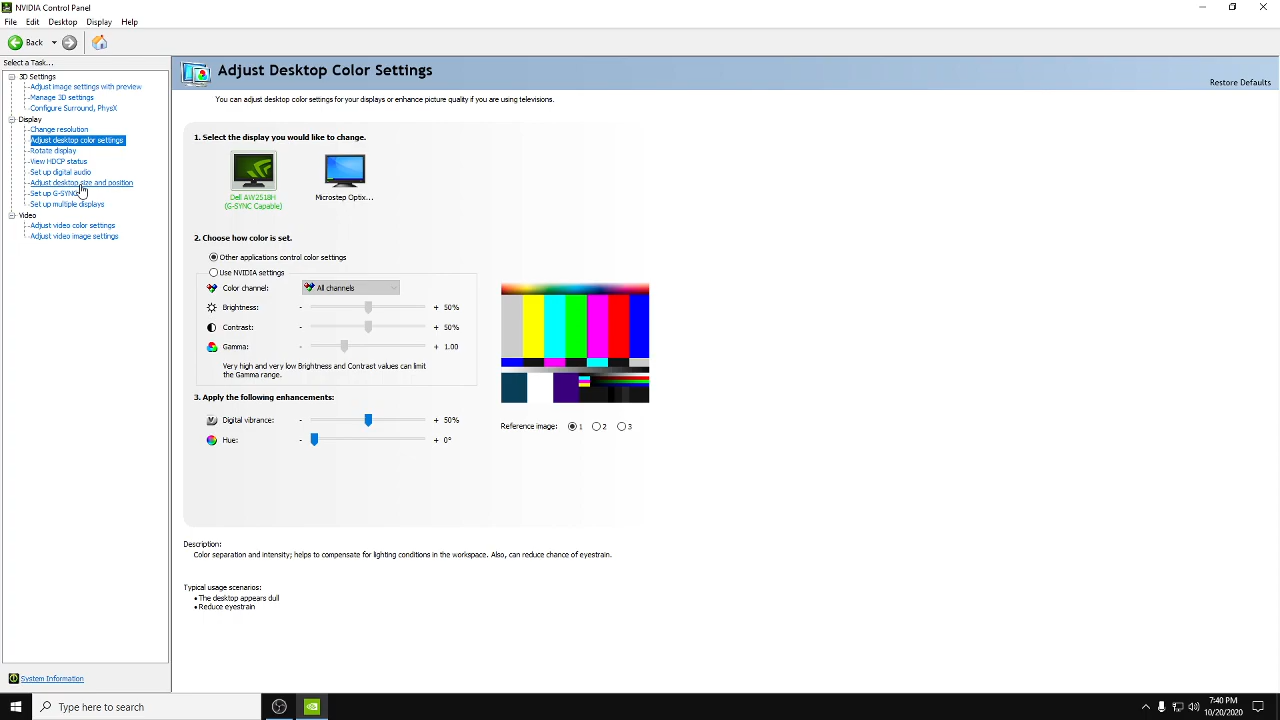 NVIDIA Control Panel
File Edit Desktop Display Help
Back
Select a Task...
3D Settings
Adjust image settings with preview
Manage 3D settings
Configure Surround, PhysX
Display
Change resolution
Adjust desktop color settings
Rotate display
View HDCP status
Set up digital audio
Adjust desktop size and position
Set up G-SYNC
Set up multiple displays
Video
Adjust video color settings
Adjust video image settings
System Information
Adjust Desktop Color Settings
Restore Defaults
You can adjust desktop color settings for your displays or enhance picture quality if you are using televisions.
1. Select the display you would like to change.
Dell AW2518H
(G-SYNC Capable)
Microstep Optix...
2. Choose how color is set.
Other applications control color settings
Use NVIDIA settings
Color channel: All channels
Brightness: - + 50%
Contrast: - + 50%
Gamma: - + 1.00
Very high and very low Brightness and Contrast values can limit
the Gamma range.
3. Apply the following enhancements:
Digital vibrance: - + 50%
Hue: - + 0°
Reference image: 1 2 3
Description:
Color separation and intensity; helps to compensate for lighting conditions in the workspace. Also, can reduce chance of eyestrain.
Typical usage scenarios:
• The desktop appears dull
• Reduce eyestrain
Type here to search
7:40 PM
10/20/2020